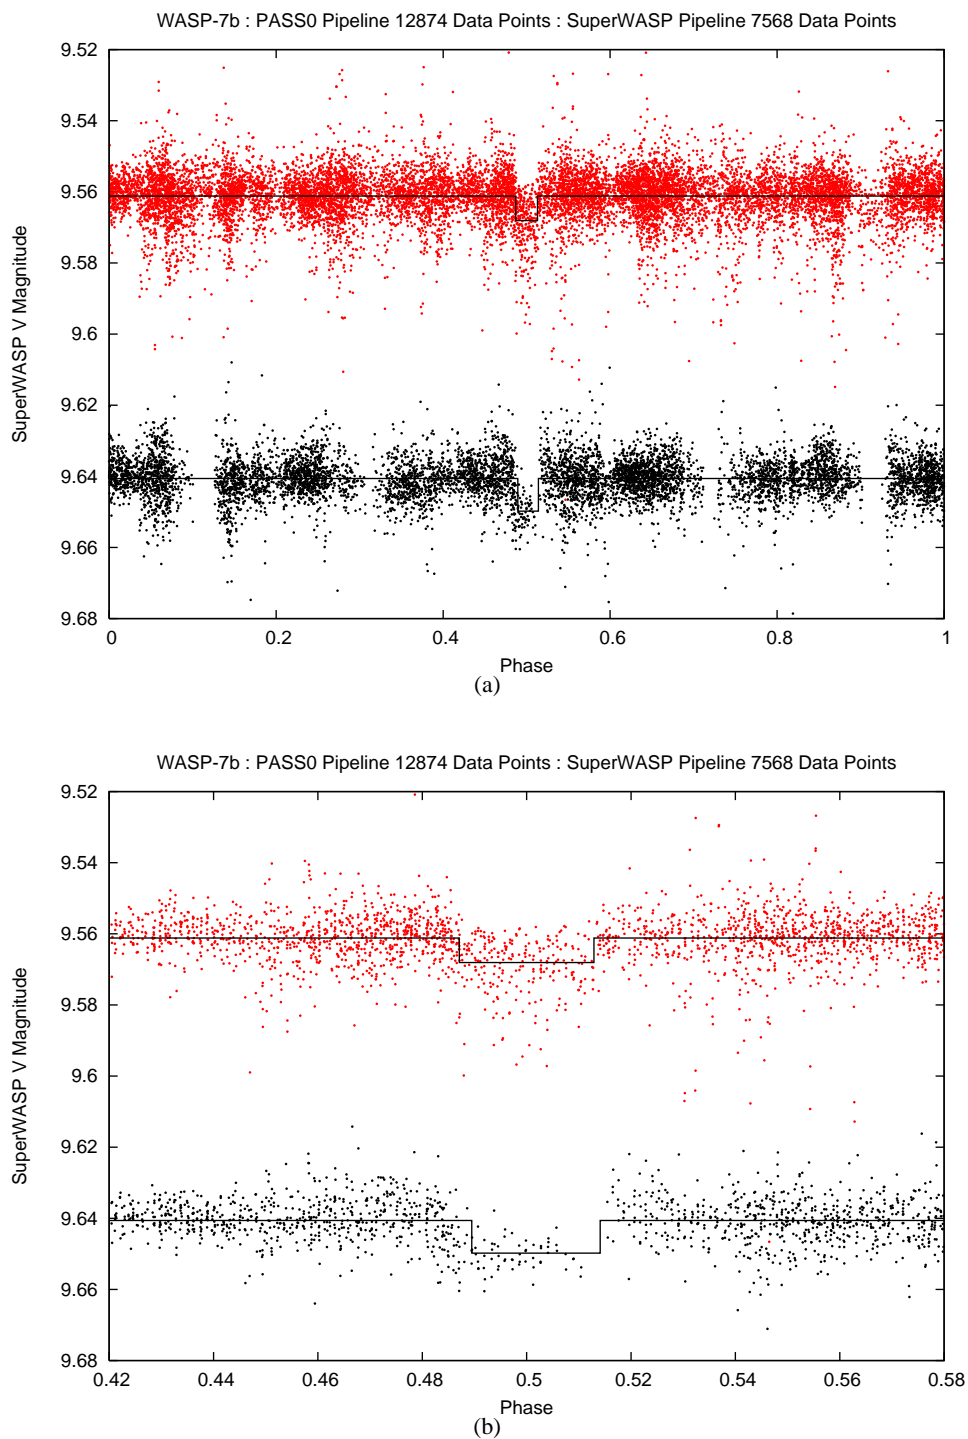 WASP-7b : PASS0 Pipeline 12874 Data Points : SuperWASP Pipeline 7568 Data Points
9.52
9.54
9.56
9.58
9.6
9.62
9.64
9.66
9.68
SuperWASP V Magnitude
0 0.2 0.4 0.6 0.8 1
Phase
(a)
WASP-7b : PASS0 Pipeline 12874 Data Points : SuperWASP Pipeline 7568 Data Points
9.52
9.54
9.56
9.58
9.6
9.62
9.64
9.66
9.68
SuperWASP V Magnitude
0.42 0.44 0.46 0.48 0.5 0.52 0.54 0.56 0.58
Phase
(b)